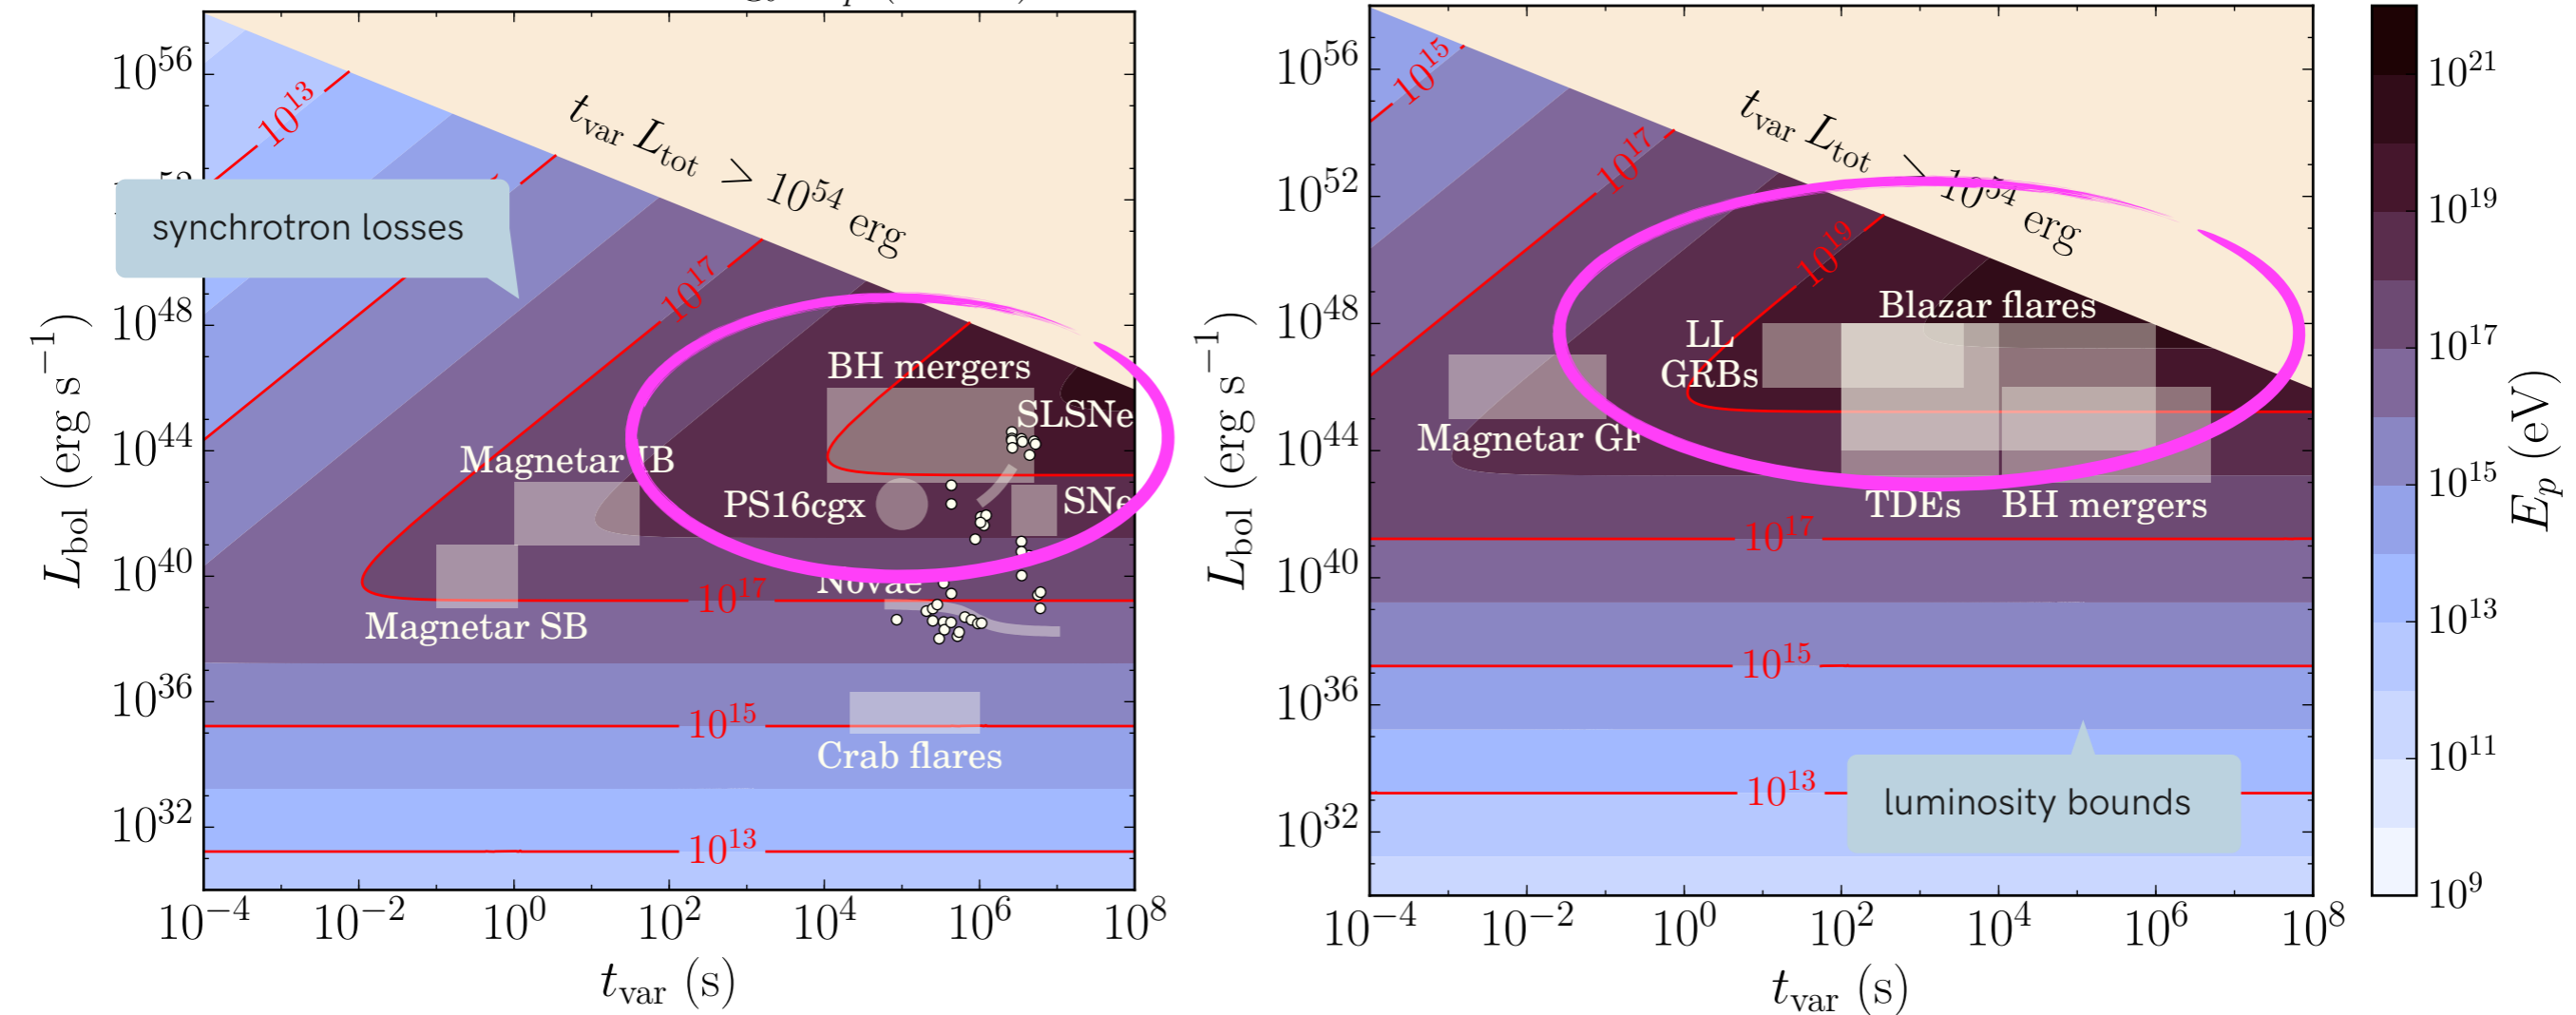 10^56
10^52
10^48
10^44
10^40
10^36
10^32
L_bol (erg s^−1)
10^13
t_var L_tot > 10^54 erg
synchrotron losses
10^17
BH mergers
SLSNe
Magnetar IB
PS16cgx
SNe
Novae
10^17
Magnetar SB
10^15
Crab flares
10^13
10^−4 10^−2 10^0 10^2 10^4 10^6 10^8
t_var (s)
10^56
10^52
10^48
10^44
10^40
10^36
10^32
L_bol (erg s^−1)
10^15
t_var L_tot > 10^54 erg
10^17
10^19
Blazar flares
LL
GRBs
Magnetar GF
TDEs
BH mergers
10^17
10^15
10^13
luminosity bounds
10^−4 10^−2 10^0 10^2 10^4 10^6 10^8
t_var (s)
10^21
10^19
10^17
10^15
10^13
10^11
10^9
E_p (eV)